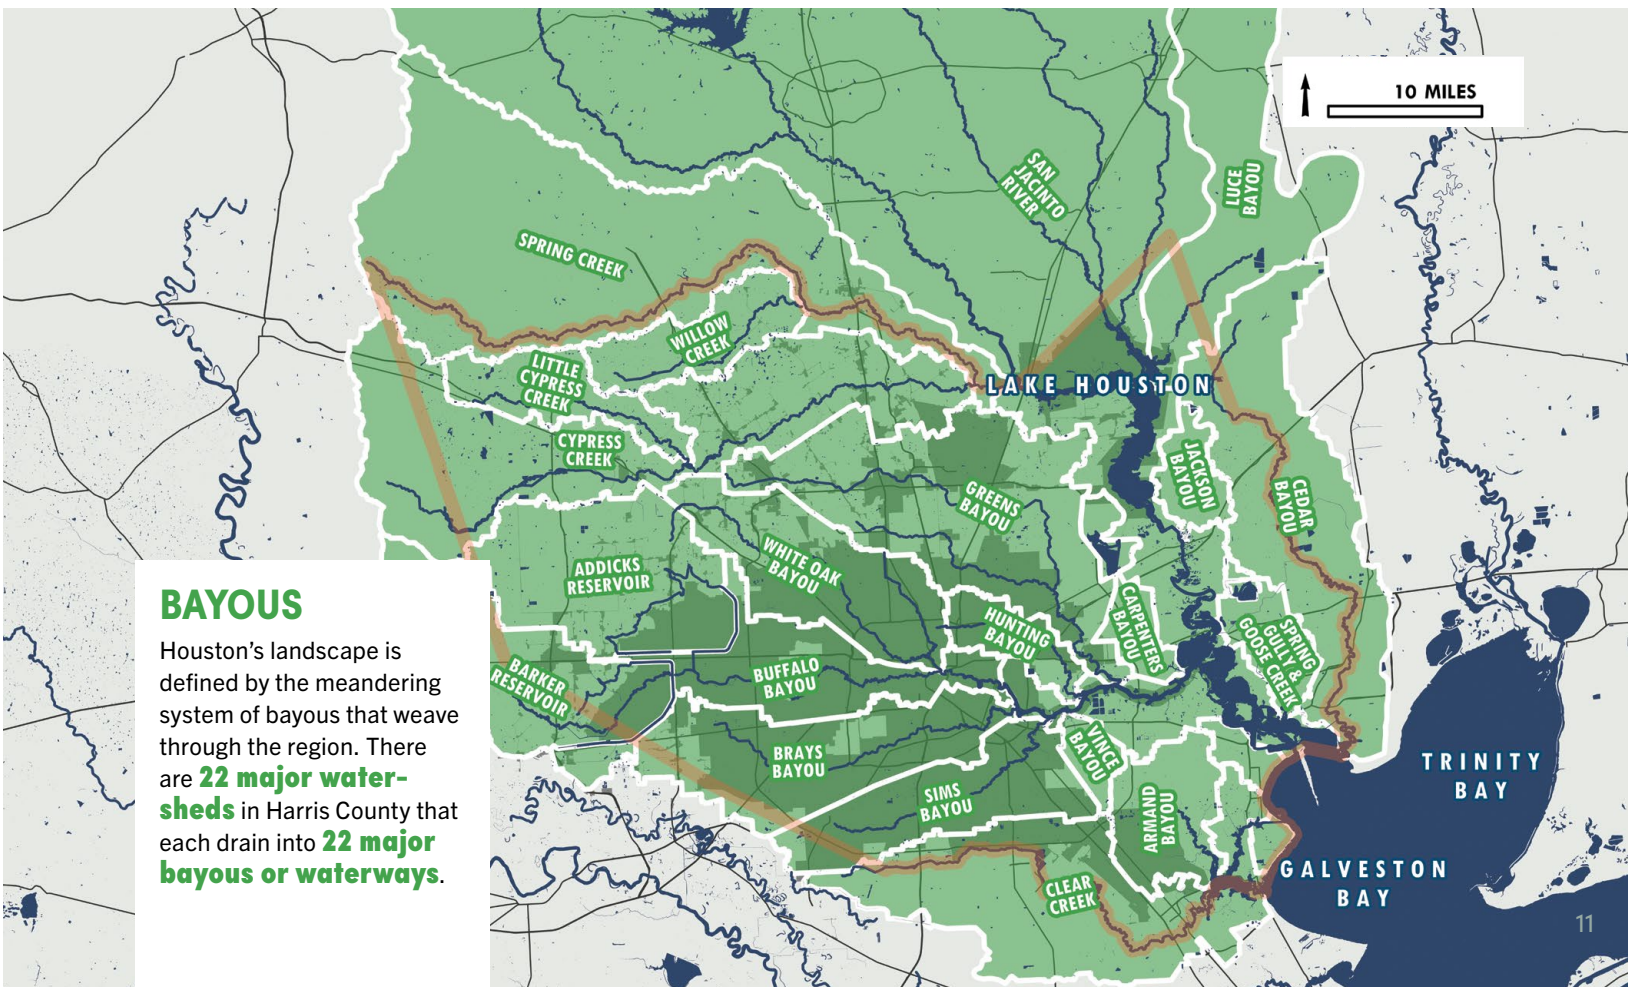 10 MILES
SAN
JACINTO
RIVER
LUCE
BAYOU
SPRING CREEK
WILLOW
CREEK
LITTLE
CYPRESS
CREEK
LAKE HOUSTON
CYPRESS
CREEK
JACKSON
BAYOU
GREENS
BAYOU
CEDAR
BAYOU
ADDICKS
RESERVOIR
WHITE OAK
BAYOU
HUNTING
BAYOU
CARPENTERS
BAYOU
SPRING
GULLY &
GOOSE CREEK
BARKER
RESERVOIR
BUFFALO
BAYOU
BRAYS
BAYOU
VINCE
BAYOU
SIMS
BAYOU
ARMAND
BAYOU
CLEAR
CREEK
TRINITY
BAY
GALVESTON
BAY
BAYOUS
Houston’s landscape is
defined by the meandering
system of bayous that weave
through the region. There
are 22 major water-
sheds in Harris County that
each drain into 22 major
bayous or waterways.
11